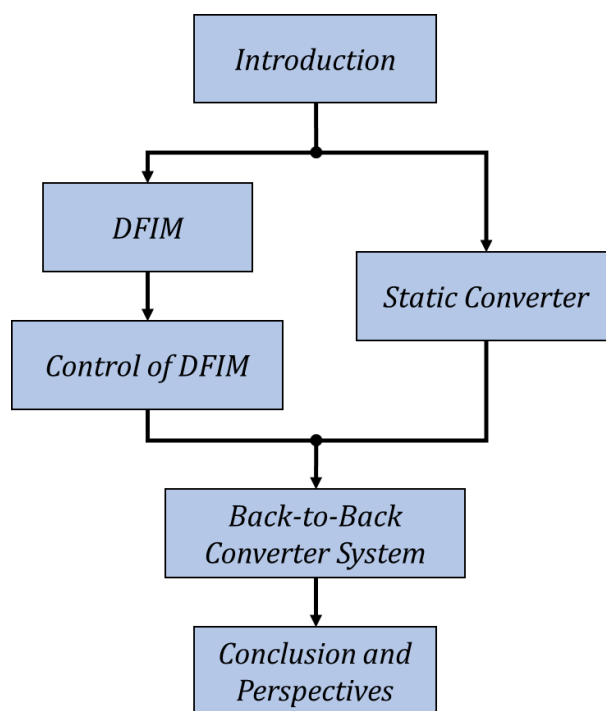 Introduction
DFIM
Static Converter
Control of DFIM
Back-to-Back
Converter System
Conclusion and
Perspectives